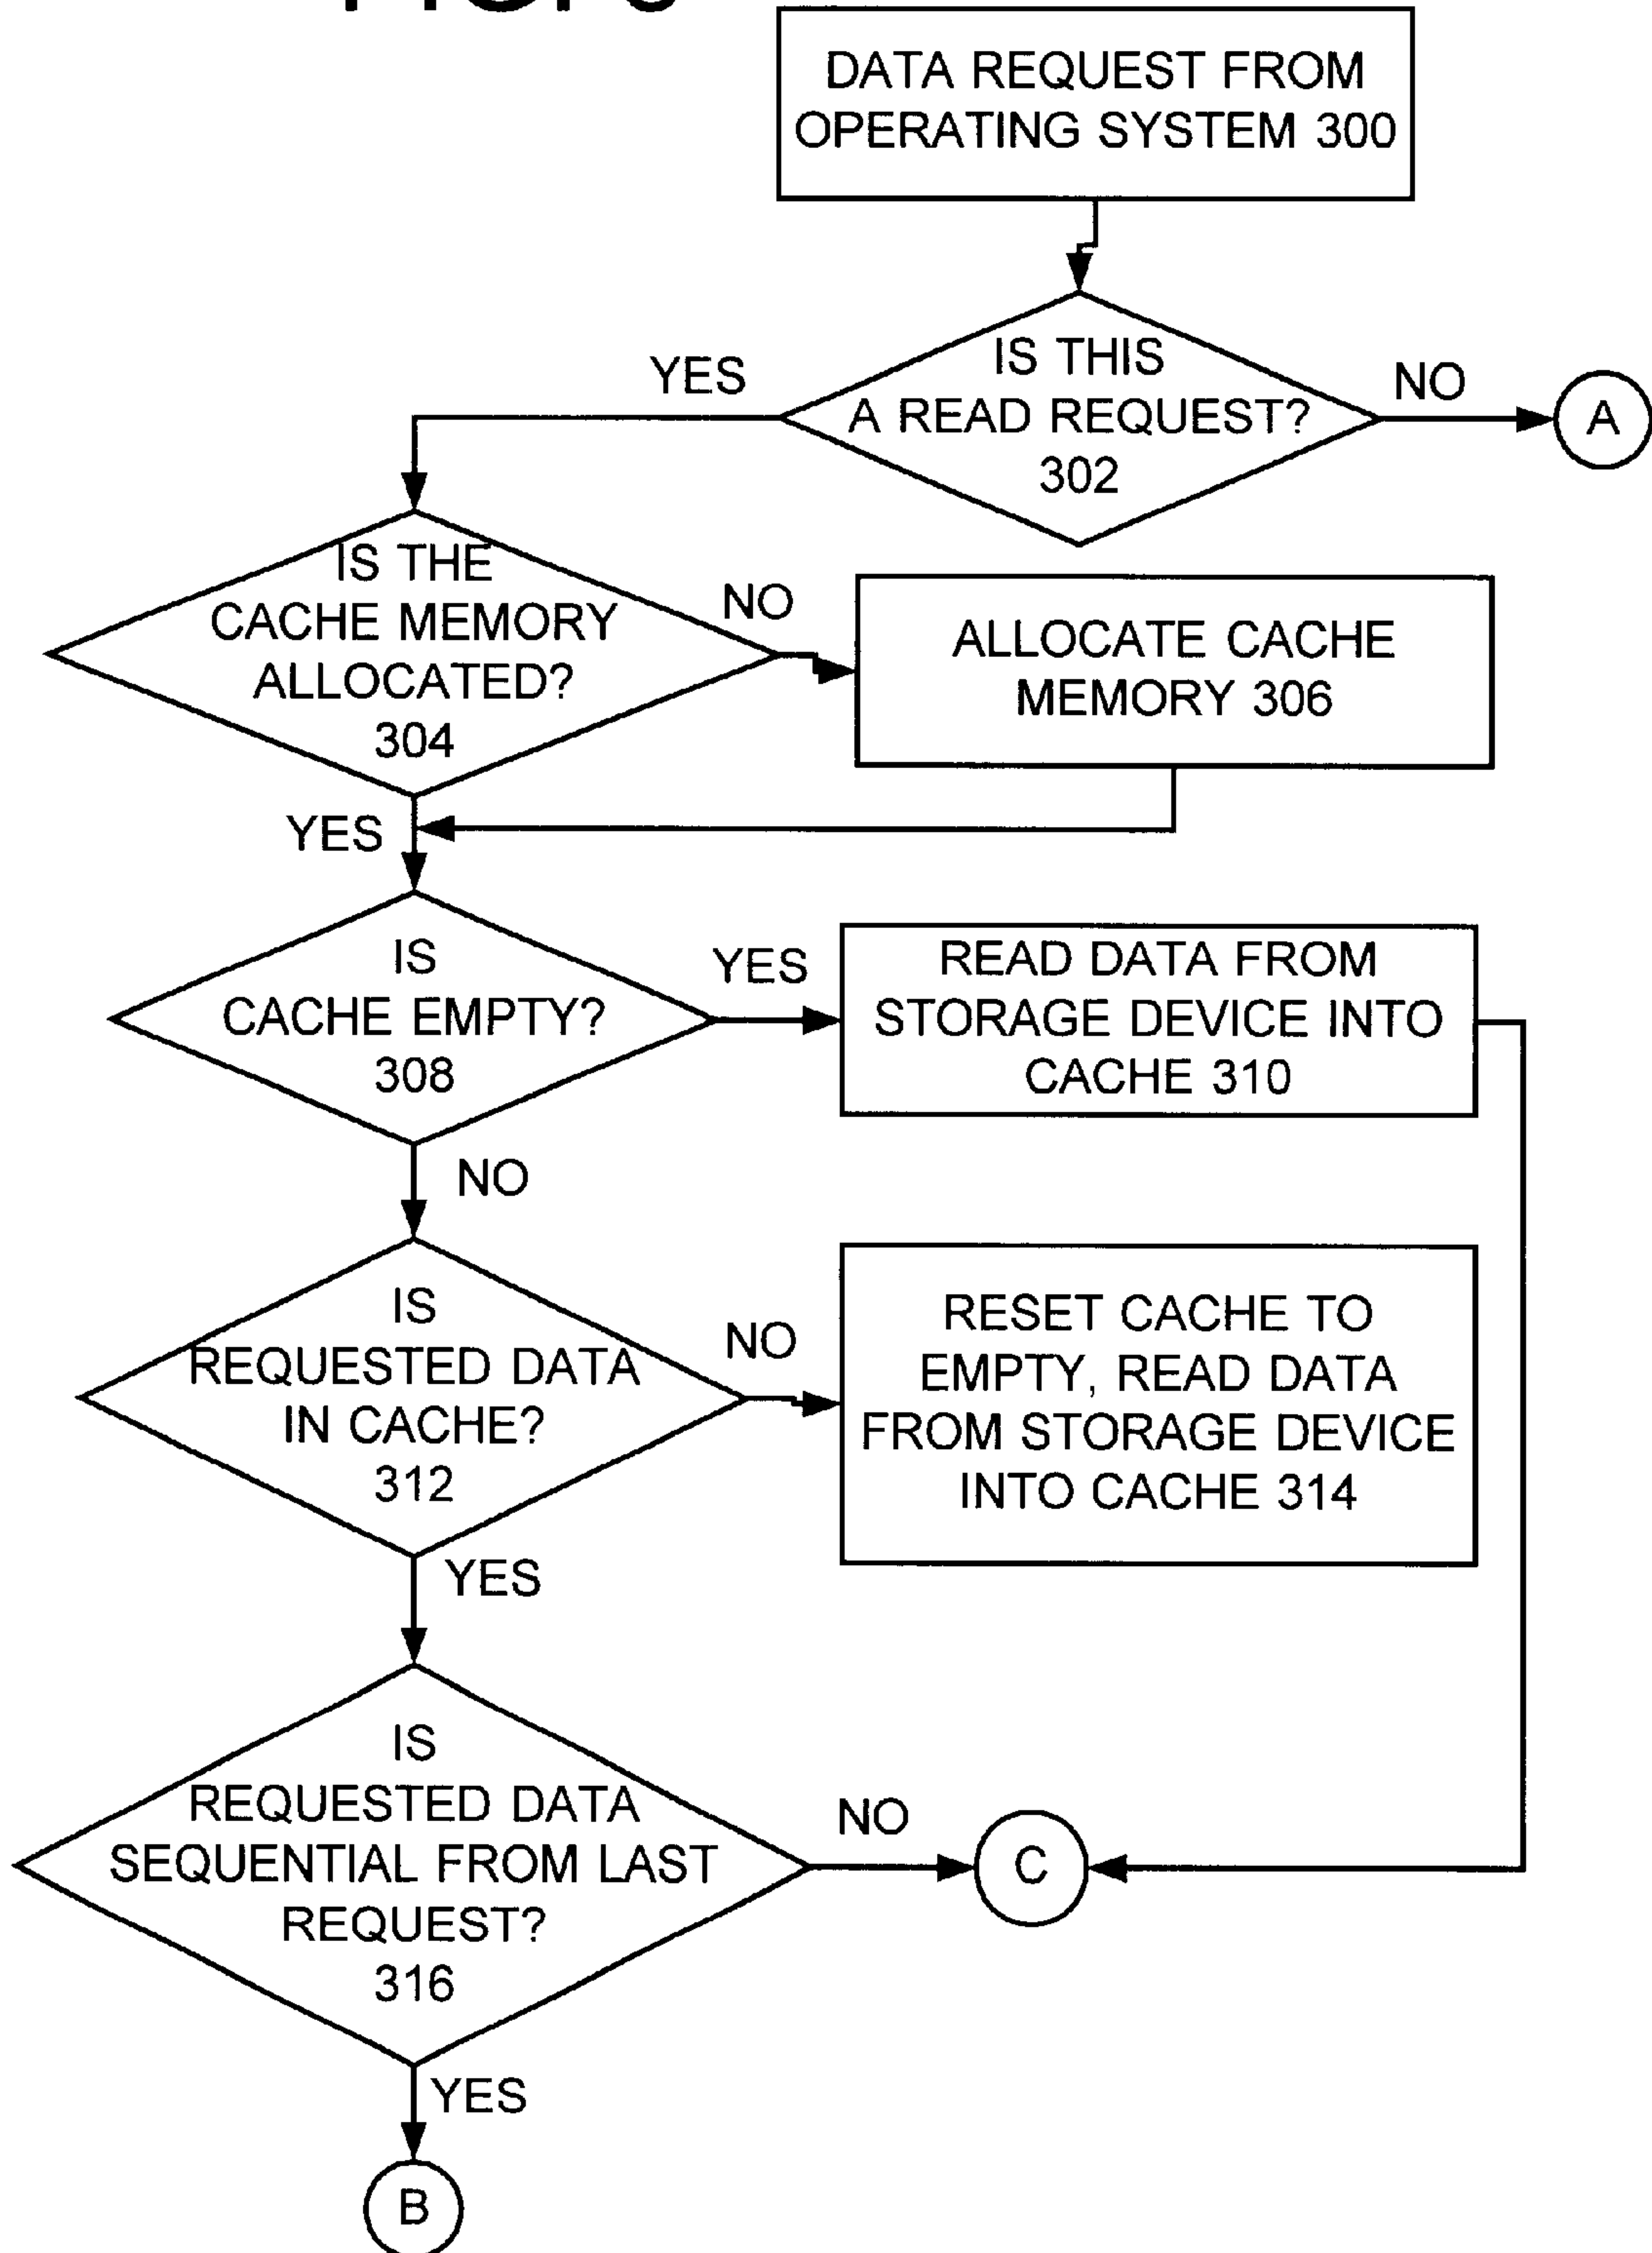 DATA REQUEST FROM
OPERATING SYSTEM 300
IS THIS
A READ REQUEST?
302
YES
NO
A
IS THE
CACHE MEMORY
ALLOCATED?
304
NO
ALLOCATE CACHE
MEMORY 306
YES
IS
CACHE EMPTY?
308
YES
READ DATA FROM
STORAGE DEVICE INTO
CACHE 310
NO
IS
REQUESTED DATA
IN CACHE?
312
NO
RESET CACHE TO
EMPTY, READ DATA
FROM STORAGE DEVICE
INTO CACHE 314
YES
IS
REQUESTED DATA
SEQUENTIAL FROM LAST
REQUEST?
316
NO
C
YES
B